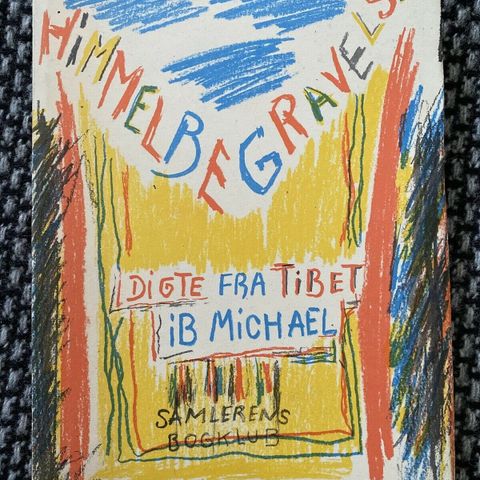 HIMMELBEGRAVELSE
DIGTE FRA TIBET
IB MICHAEL
SAMLERENS
BOGKLUB